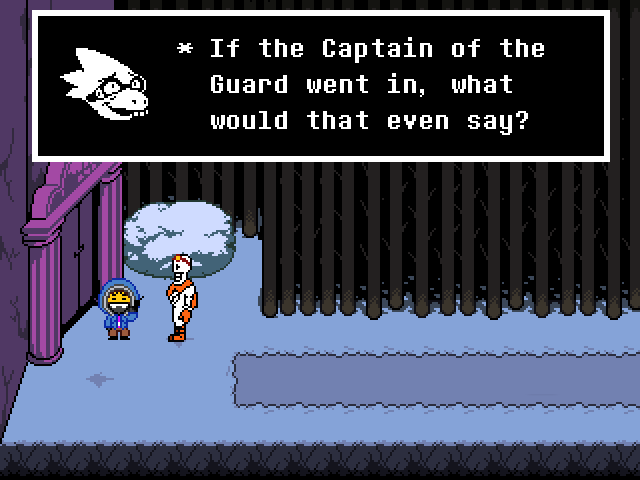 * If the Captain of the
Guard went in, what
would that even say?